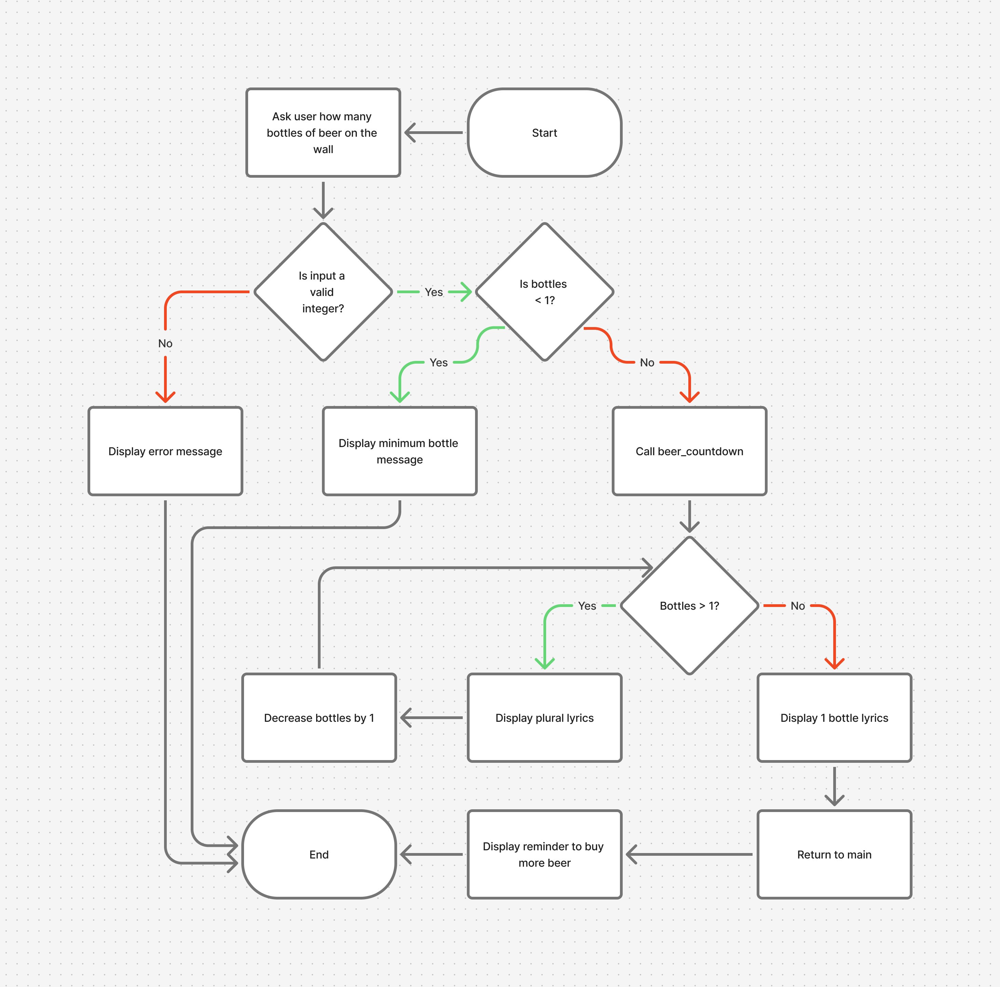 Ask user how many
bottles of beer on the
wall
Start
Is input a
valid
integer?
Yes
Is bottles
< 1?
No
Yes
No
Display error message
Display minimum bottle
message
Call beer_countdown
Yes
Bottles > 1?
No
Decrease bottles by 1
Display plural lyrics
Display 1 bottle lyrics
End
Display reminder to buy
more beer
Return to main